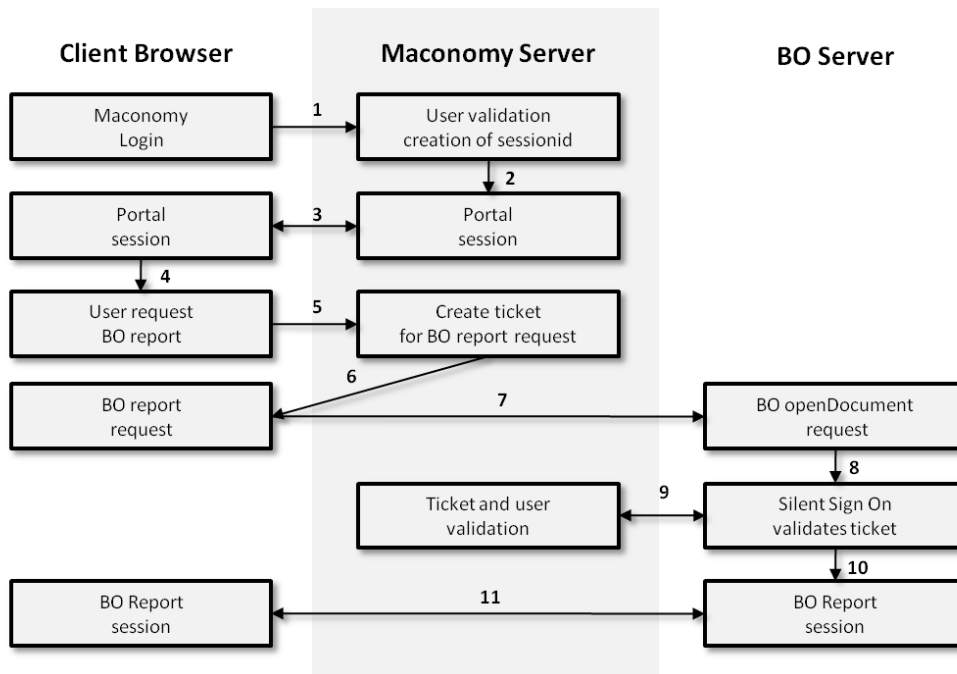 Client Browser
Maconomy Server
BO Server
Maconomy
Login
1
User validation
creation of sessionid
2
Portal
session
3
Portal
session
4
User request
BO report
5
Create ticket
for BO report request
6
BO report
request
7
BO openDocument
request
8
Ticket and user
validation
9
Silent Sign On
validates ticket
10
BO Report
session
11
BO Report
session